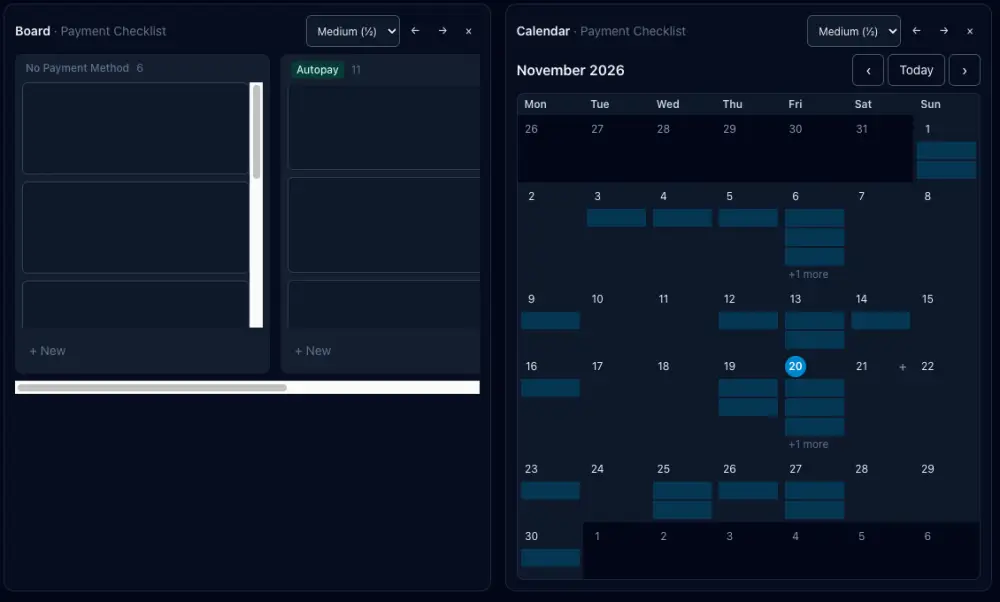 Board · Payment Checklist
Medium (½)
← → ×
No Payment Method 6
+ New
Autopay 11
+ New
Calendar · Payment Checklist
Medium (½)
← → ×
November 2026
‹ Today ›
Mon Tue Wed Thu Fri Sat Sun
26 27 28 29 30 31 1
2 3 4 5 6 7 8
+1 more
9 10 11 12 13 14 15
16 17 18 19 20 21 + 22
+1 more
23 24 25 26 27 28 29
30 1 2 3 4 5 6